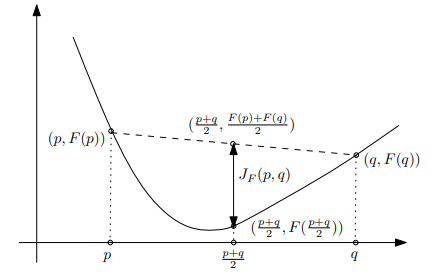 (p+q/2, F(p)+F(q)/2)
(p, F(p))
(q, F(q))
J_F(p, q)
(p+q/2, F(p+q/2))
p
p+q/2
q